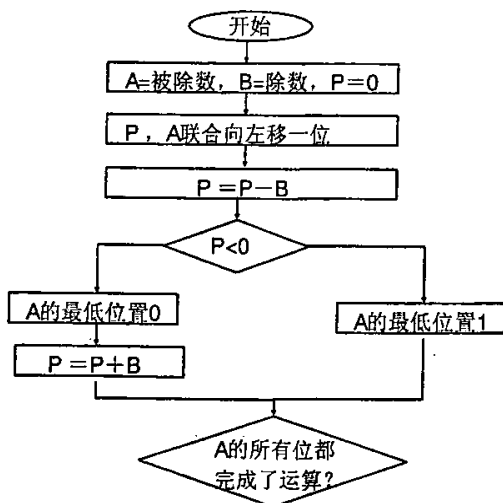 开始
A=被除数，B=除数，P=0
P，A联合向左移一位
P=P-B
P<0
A的最低位置0
A的最低位置1
P=P+B
A的所有位都
完成了运算?